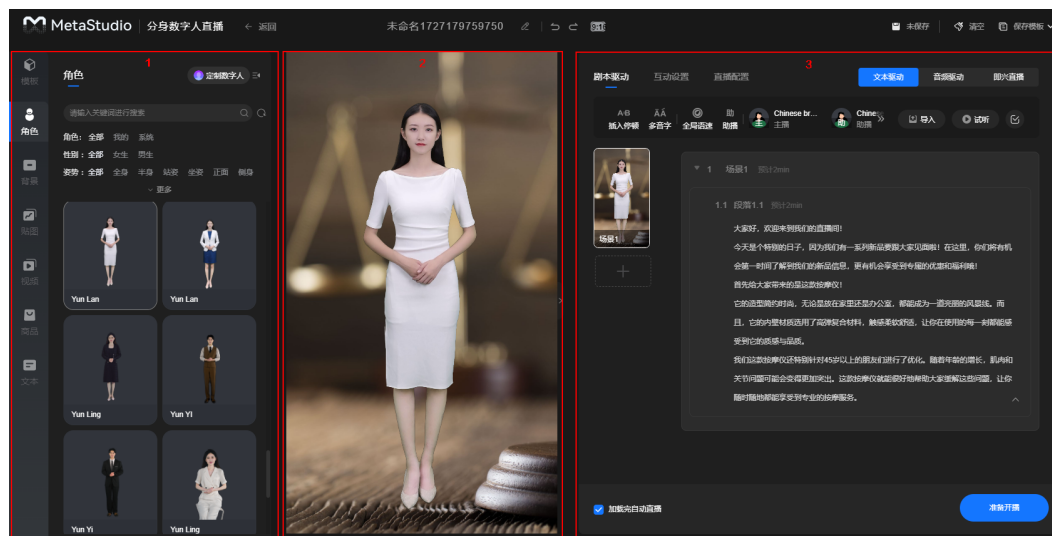 MetaStudio 分身数字人直播 ← 返回
未命名1727179759750
9:16
未保存 清空 保存模板
1
2
3
模板
角色
背景
贴图
视频
商品
文本
角色
定制数字人
请输入关键词进行搜索
角色: 全部 我的 系统
性别: 全部 女生 男生
姿势: 全部 全身 半身 站姿 坐姿 正面 侧身
更多
Yun Lan Yun Lan
Yun Ling Yun YI
Yun Yi Yun Ling
剧本驱动 互动设置 直播配置
文本驱动 音频驱动 即兴直播
插入停顿 多音字 全局语速 助播
Chinese br...
主播
Chine
助播
导入 试听
场景1
1 场景1 预计2min
1.1 段落1.1 预计2min
大家好，欢迎来到我们的直播间!
今天是个特别的日子，因为我们有一系列新品要跟大家见面啦! 在这里，你们将有机
会第一时间了解到我们的新品信息，更有机会享受到专属的优惠和福利哦!
首先给大家带来的是这款按摩仪!
它的造型简约时尚，无论是放在家里还是办公室，都能成为一道亮丽的风景线。而
且，它的内壁材质选用了高弹复合材料，触感柔软舒适，让你在使用的每一刻都能感
受到它的质感与品质。
我们这款按摩仪还特别针对45岁以上的朋友们进行了优化。随着年龄的增长，肌肉和
关节问题可能会变得更加突出。这款按摩仪就能很好地帮助大家缓解这些问题，让你
随时随地都能享受到专业的按摩服务。
加载完自动直播
准备开播